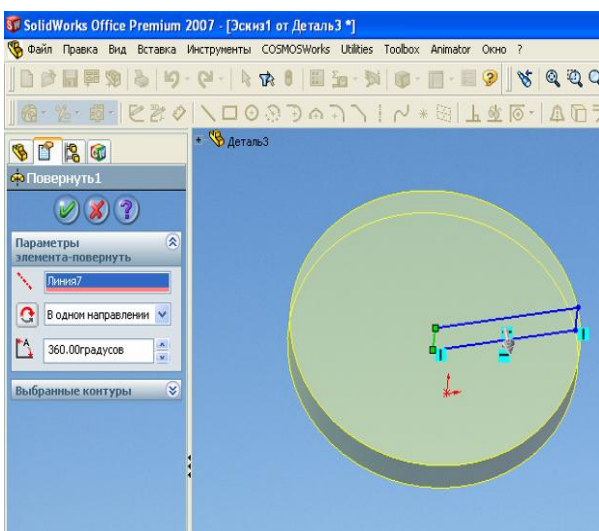 SolidWorks Office Premium 2007 - [Эскиз1 от Деталь3 *]
Файл Правка Вид Вставка Инструменты COSMOSWorks Utilities Toolbox Animator Окно ?
Деталь3
Повернуть1
Параметры
элемента-повернуть
Линия7
В одном направлении
360.00градусов
Выбранные контуры